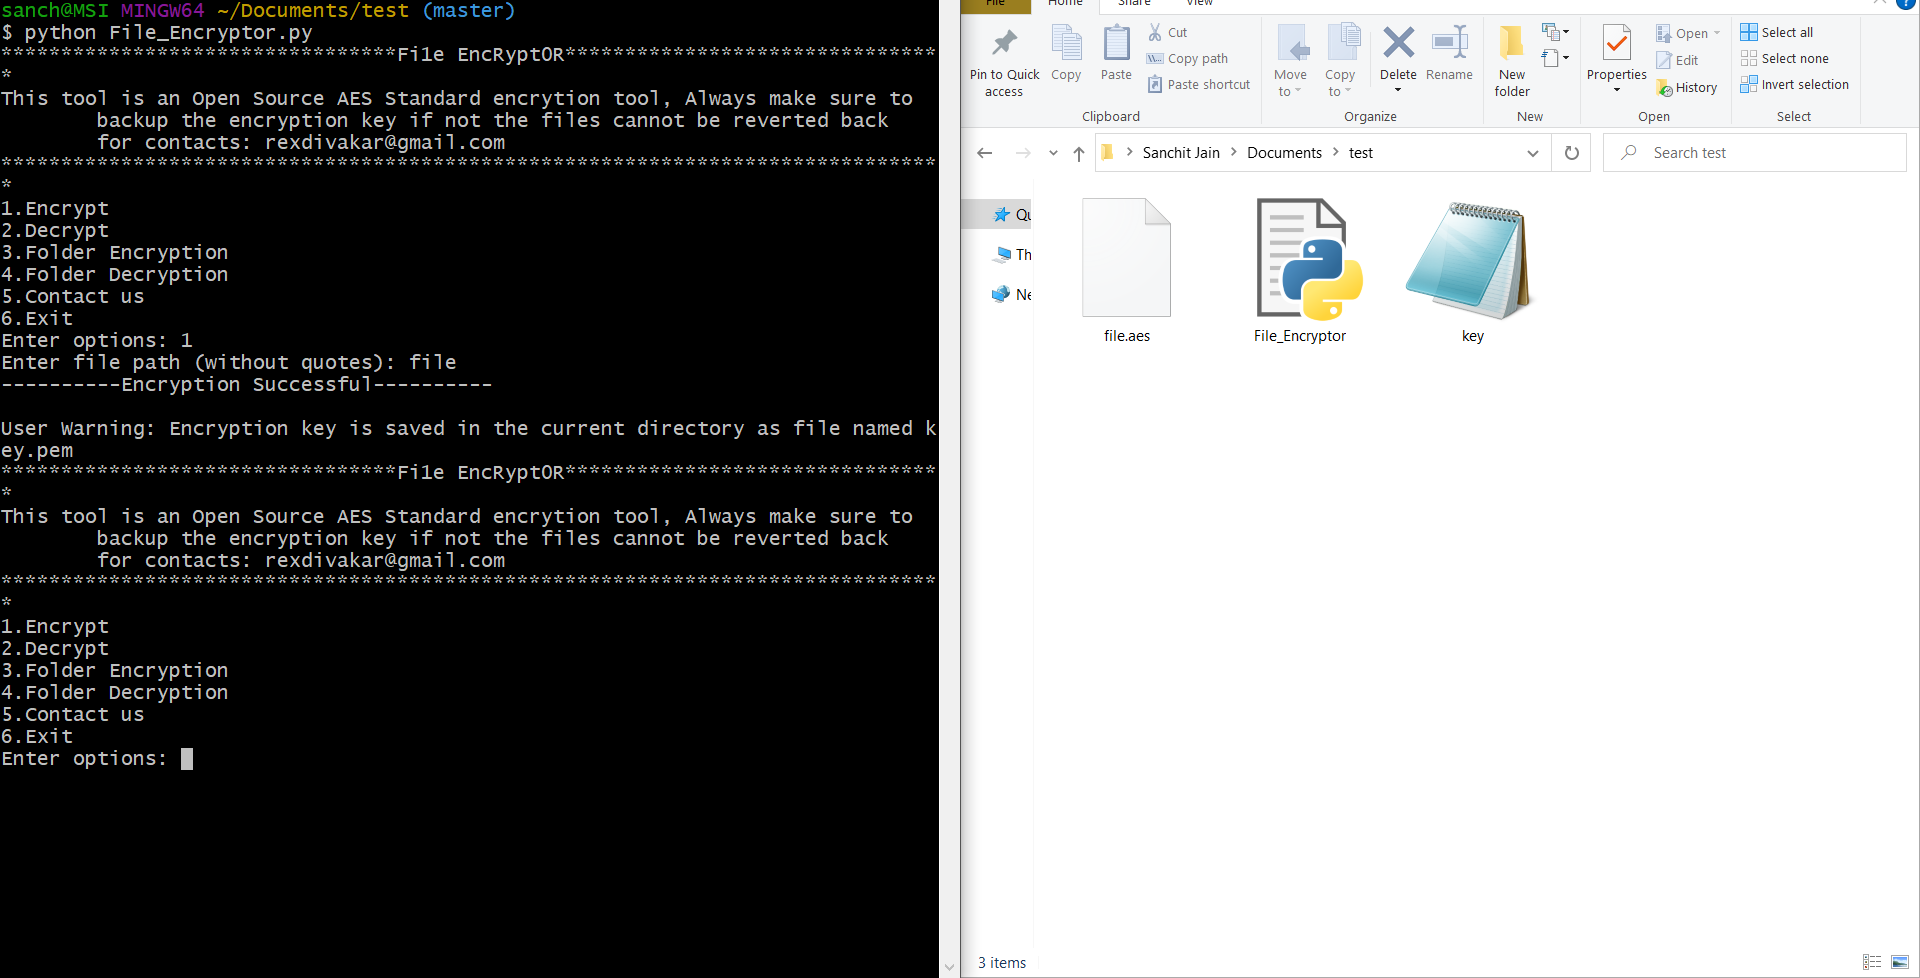 sanch@MSI MINGW64 ~/Documents/test (master)
$ python File_Encryptor.py
*********************************Fi1e EncRyptOR*******************************
*
This tool is an Open Source AES Standard encrytion tool, Always make sure to
backup the encryption key if not the files cannot be reverted back
for contacts: rexdivakar@gmail.com
******************************************************************************
*
1.Encrypt
2.Decrypt
3.Folder Encryption
4.Folder Decryption
5.Contact us
6.Exit
Enter options: 1
Enter file path (without quotes): file
----------Encryption Successful----------
User Warning: Encryption key is saved in the current directory as file named k
ey.pem
*********************************Fi1e EncRyptOR*******************************
*
This tool is an Open Source AES Standard encrytion tool, Always make sure to
backup the encryption key if not the files cannot be reverted back
for contacts: rexdivakar@gmail.com
******************************************************************************
*
1.Encrypt
2.Decrypt
3.Folder Encryption
4.Folder Decryption
5.Contact us
6.Exit
Enter options:
File Home Share View
Pin to Quick access
Copy
Paste
Cut
Copy path
Paste shortcut
Clipboard
Move to
Copy to
Delete
Rename
Organize
New folder
New
Properties
Open
Edit
History
Open
Select all
Select none
Invert selection
Select
Sanchit Jain > Documents > test
Search test
Qu
Th
Ne
file.aes
File_Encryptor
key
3 items